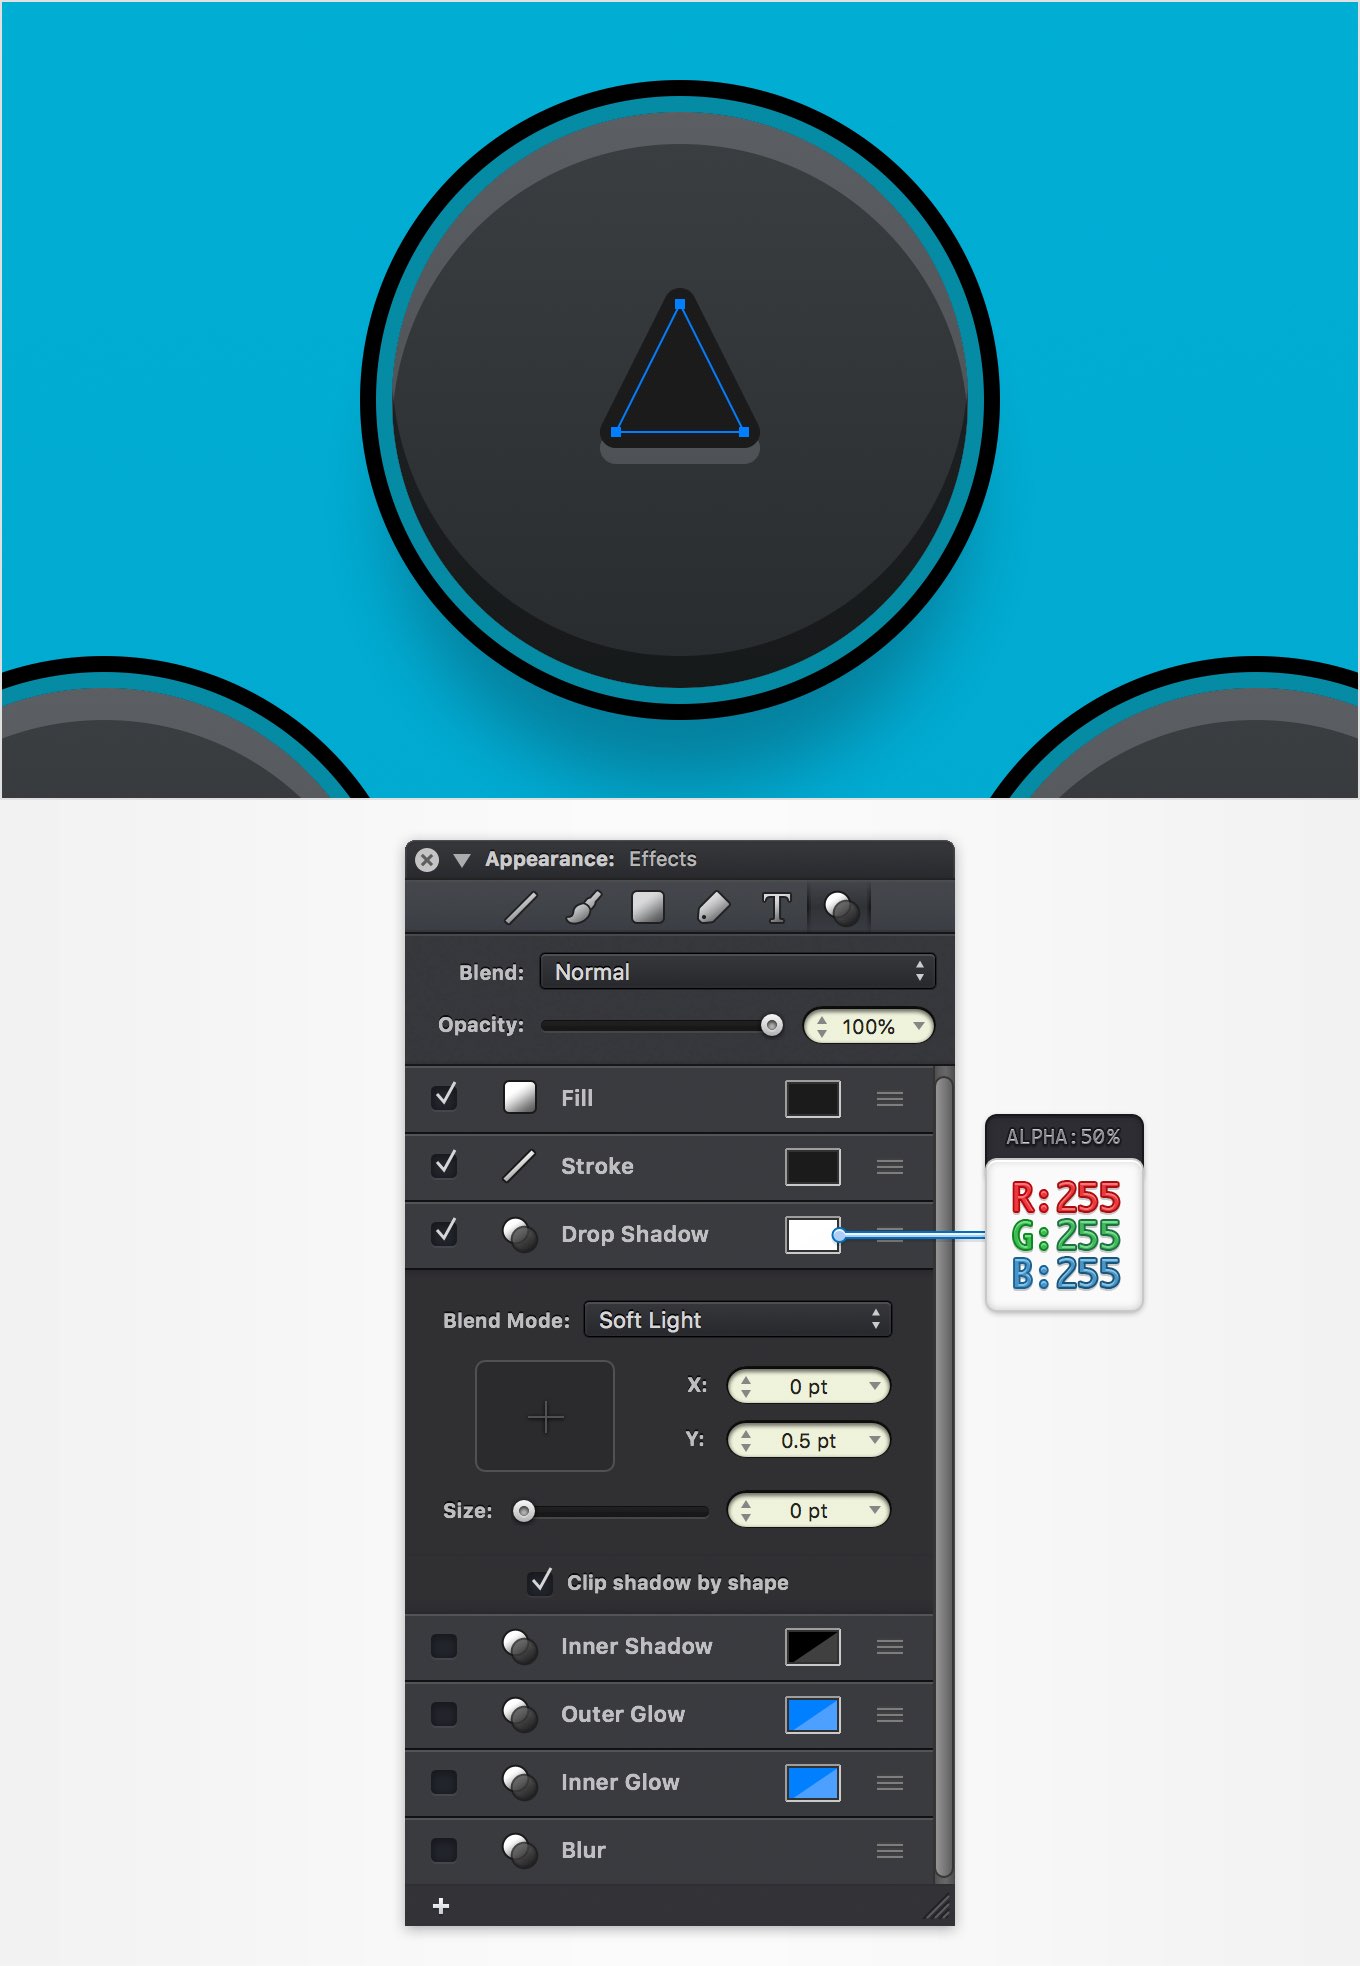 Appearance: Effects
T
Blend: Normal
Opacity: 100%
Fill
Stroke
Drop Shadow
ALPHA:50%
R:255
G:255
B:255
Blend Mode: Soft Light
X: 0 pt
Y: 0.5 pt
Size: 0 pt
Clip shadow by shape
Inner Shadow
Outer Glow
Inner Glow
Blur